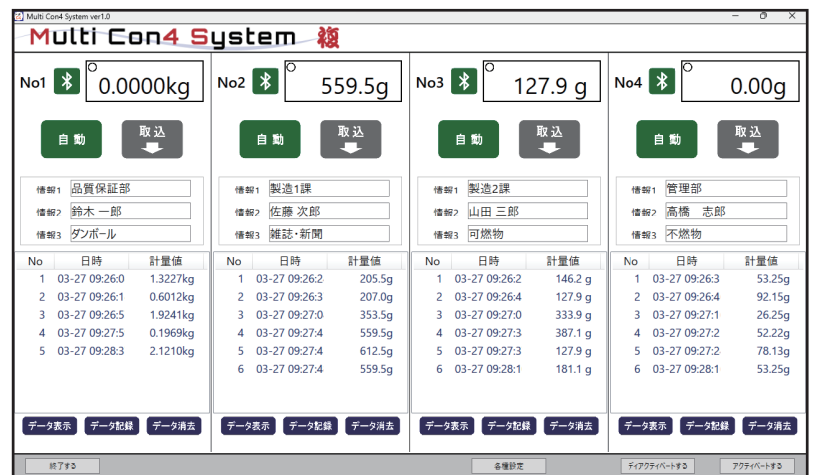 Multi Con4 System ver1.0
Multi Con4 System 複
No1 0.0000kg
自動 取込
情報1 品質保証部
情報2 鈴木 一郎
情報3 ダンボール
No 日時 計量値
1 03-27 09:26:0 1.3227kg
2 03-27 09:26:1 0.6012kg
3 03-27 09:26:5 1.9241kg
4 03-27 09:27:5 0.1969kg
5 03-27 09:28:3 2.1210kg
データ表示 データ記録 データ消去
No2 559.5g
自動 取込
情報1 製造1課
情報2 佐藤 次郎
情報3 雑誌・新聞
No 日時 計量値
1 03-27 09:26:2 205.5g
2 03-27 09:26:3 207.0g
3 03-27 09:27:0 353.5g
4 03-27 09:27:4 559.5g
5 03-27 09:27:4 612.5g
6 03-27 09:27:4 559.5g
データ表示 データ記録 データ消去
No3 127.9 g
自動 取込
情報1 製造2課
情報2 山田 三郎
情報3 可燃物
No 日時 計量値
1 03-27 09:26:2 146.2 g
2 03-27 09:26:4 127.9 g
3 03-27 09:27:0 333.9 g
4 03-27 09:27:3 387.1 g
5 03-27 09:27:3 127.9 g
6 03-27 09:28:1 181.1 g
データ表示 データ記録 データ消去
No4 0.00g
自動 取込
情報1 管理部
情報2 高橋 志郎
情報3 不燃物
No 日時 計量値
1 03-27 09:26:3 53.25g
2 03-27 09:26:4 92.15g
3 03-27 09:27:1 26.25g
4 03-27 09:27:2 52.22g
5 03-27 09:27:2 78.13g
6 03-27 09:28:1 53.25g
データ表示 データ記録 データ消去
終了する 各種設定 ディアクティベートする アクティベートする